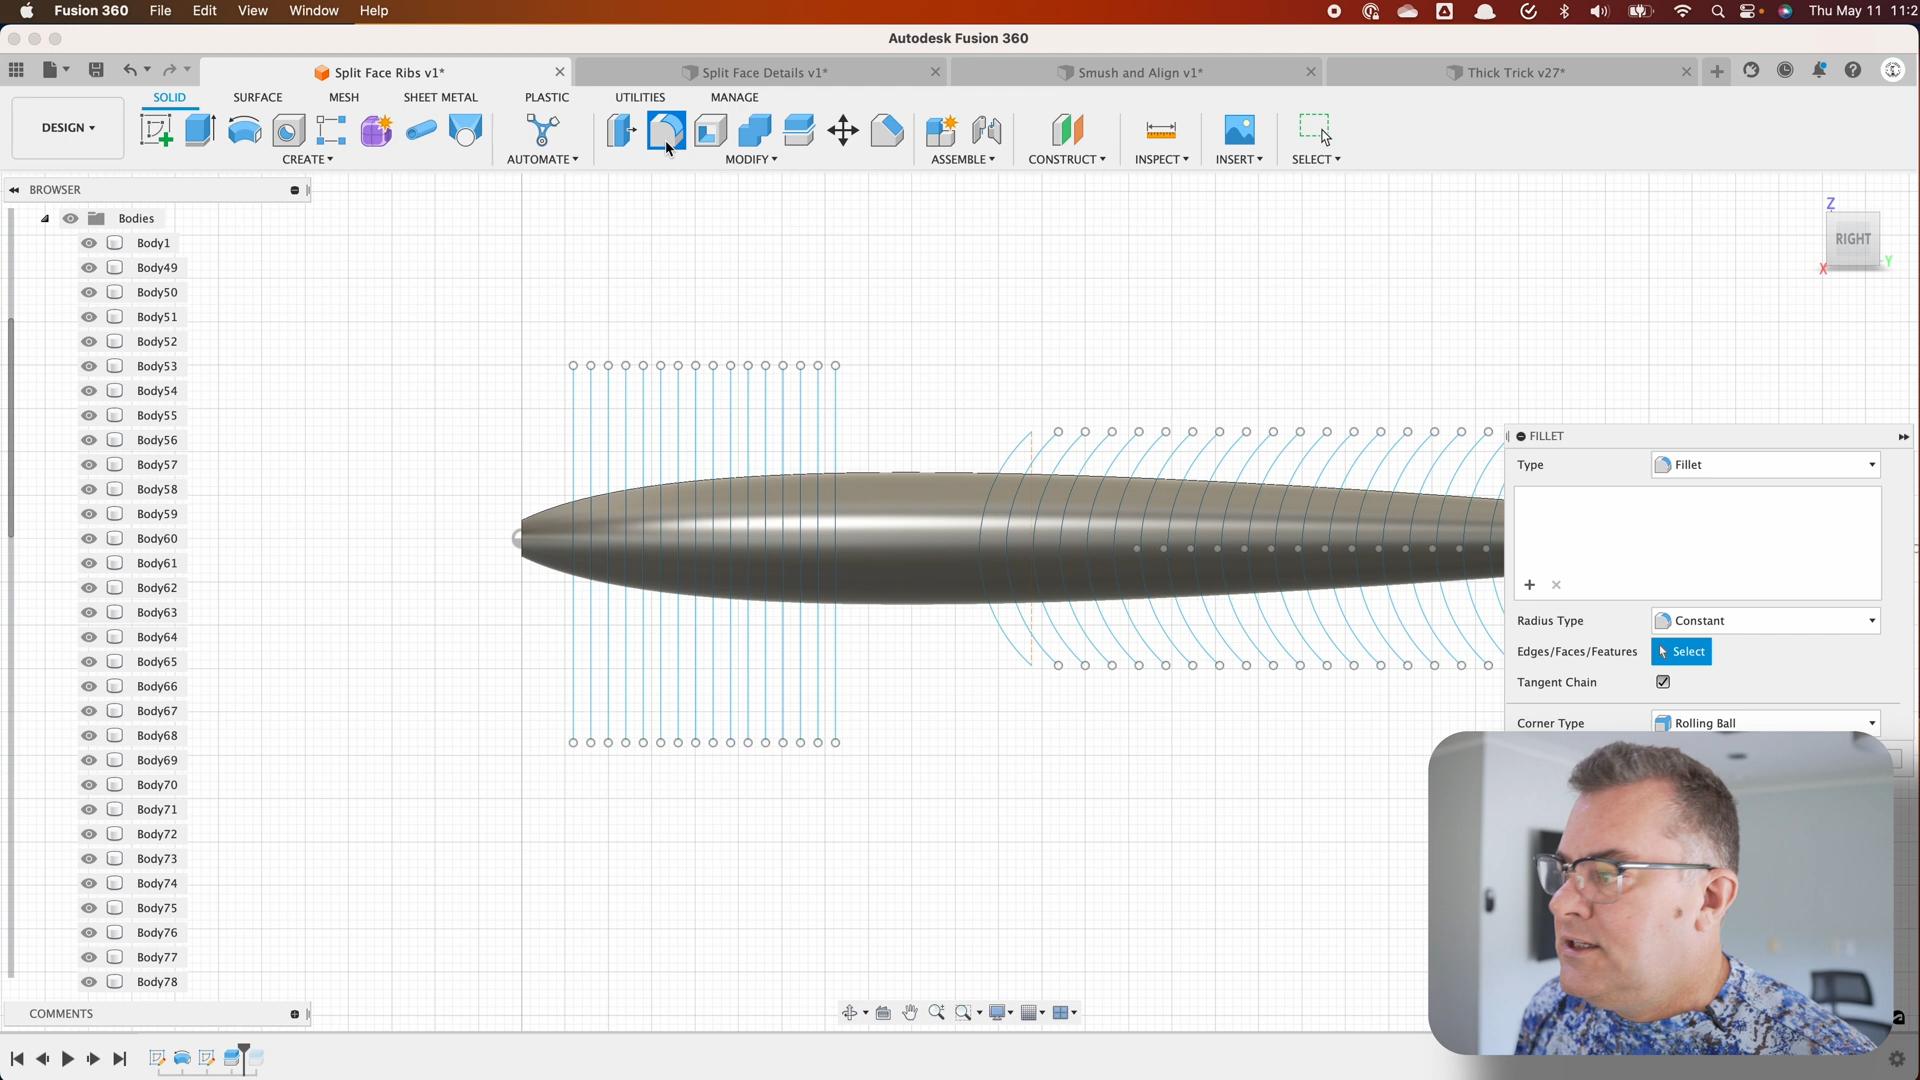 Fusion 360 File Edit View Window Help Thu May 11 11:2
Autodesk Fusion 360
Split Face Ribs v1* Split Face Details v1* Smush and Align v1* Thick Trick v27*
SOLID SURFACE MESH SHEET METAL PLASTIC UTILITIES MANAGE
DESIGN
CREATE AUTOMATE MODIFY ASSEMBLE CONSTRUCT INSPECT INSERT SELECT
BROWSER
Bodies
Body1
Body49
Body50
Body51
Body52
Body53
Body54
Body55
Body56
Body57
Body58
Body59
Body60
Body61
Body62
Body63
Body64
Body65
Body66
Body67
Body68
Body69
Body70
Body71
Body72
Body73
Body74
Body75
Body76
Body77
Body78
COMMENTS
Z
RIGHT
X Y
FILLET
Type Fillet
Radius Type Constant
Edges/Faces/Features Select
Tangent Chain
Corner Type Rolling Ball